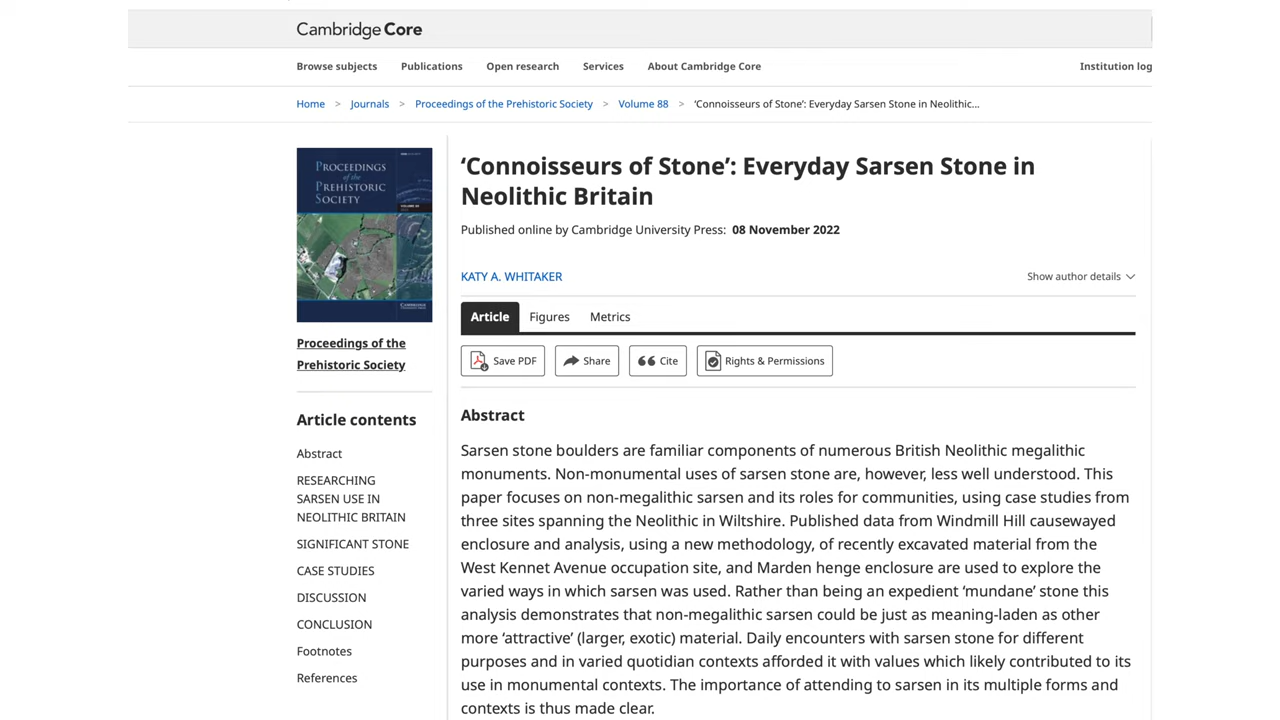 Cambridge Core
Browse subjects Publications Open research Services About Cambridge Core Institution log
Home > Journals > Proceedings of the Prehistoric Society > Volume 88 > ‘Connoisseurs of Stone’: Everyday Sarsen Stone in Neolithic...
PROCEEDINGS
of the
PREHISTORIC
SOCIETY
Proceedings of the
Prehistoric Society
Article contents
Abstract
RESEARCHING
SARSEN USE IN
NEOLITHIC BRITAIN
SIGNIFICANT STONE
CASE STUDIES
DISCUSSION
CONCLUSION
Footnotes
References
‘Connoisseurs of Stone’: Everyday Sarsen Stone in
Neolithic Britain
Published online by Cambridge University Press: 08 November 2022
KATY A. WHITAKER Show author details
Article Figures Metrics
Save PDF Share Cite Rights & Permissions
Abstract
Sarsen stone boulders are familiar components of numerous British Neolithic megalithic
monuments. Non-monumental uses of sarsen stone are, however, less well understood. This
paper focuses on non-megalithic sarsen and its roles for communities, using case studies from
three sites spanning the Neolithic in Wiltshire. Published data from Windmill Hill causewayed
enclosure and analysis, using a new methodology, of recently excavated material from the
West Kennet Avenue occupation site, and Marden henge enclosure are used to explore the
varied ways in which sarsen was used. Rather than being an expedient ‘mundane’ stone this
analysis demonstrates that non-megalithic sarsen could be just as meaning-laden as other
more ‘attractive’ (larger, exotic) material. Daily encounters with sarsen stone for different
purposes and in varied quotidian contexts afforded it with values which likely contributed to its
use in monumental contexts. The importance of attending to sarsen in its multiple forms and
contexts is thus made clear.